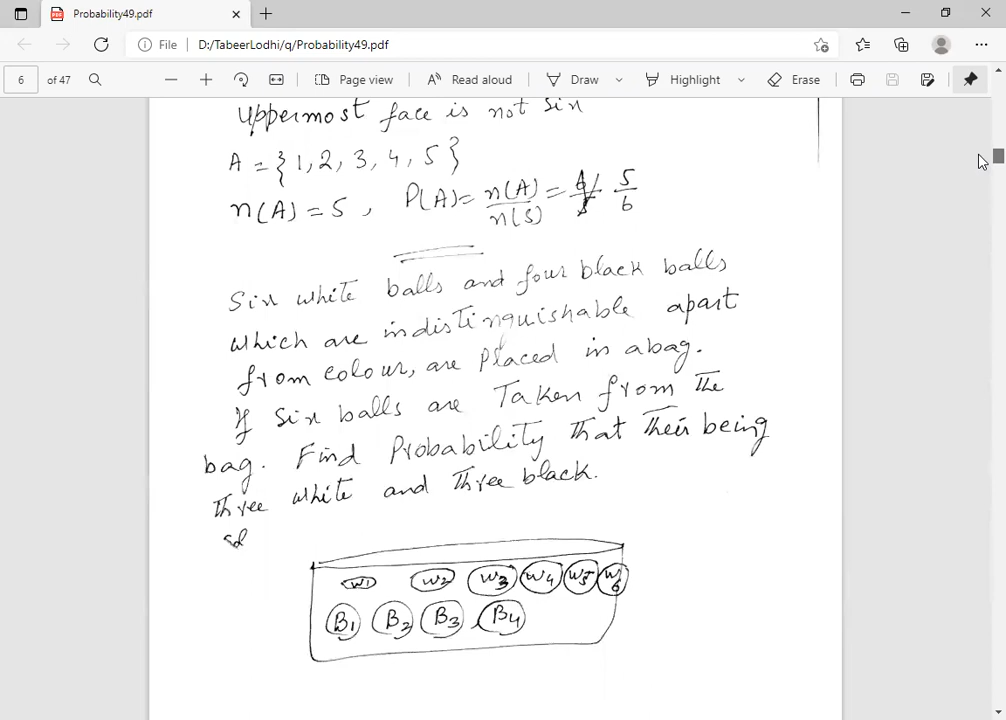 Probability49.pdf
File D:/TabeerLodhi/q/Probability49.pdf
6 of 47 Page view Read aloud Draw Highlight Erase
Uppermost face is not Six
A = {1, 2, 3, 4, 5}
n(A) = 5, P(A) = n(A)/n(S) = 5/6
Six white balls and four black balls
which are indistinquishable apart
from colour, are Placed in a bag.
If Six balls are Taken from The
bag. Find Probability that Their being
Three white and Three black.
Sol
W1 W2 W3 W4 W5 W6
B1 B2 B3 B4